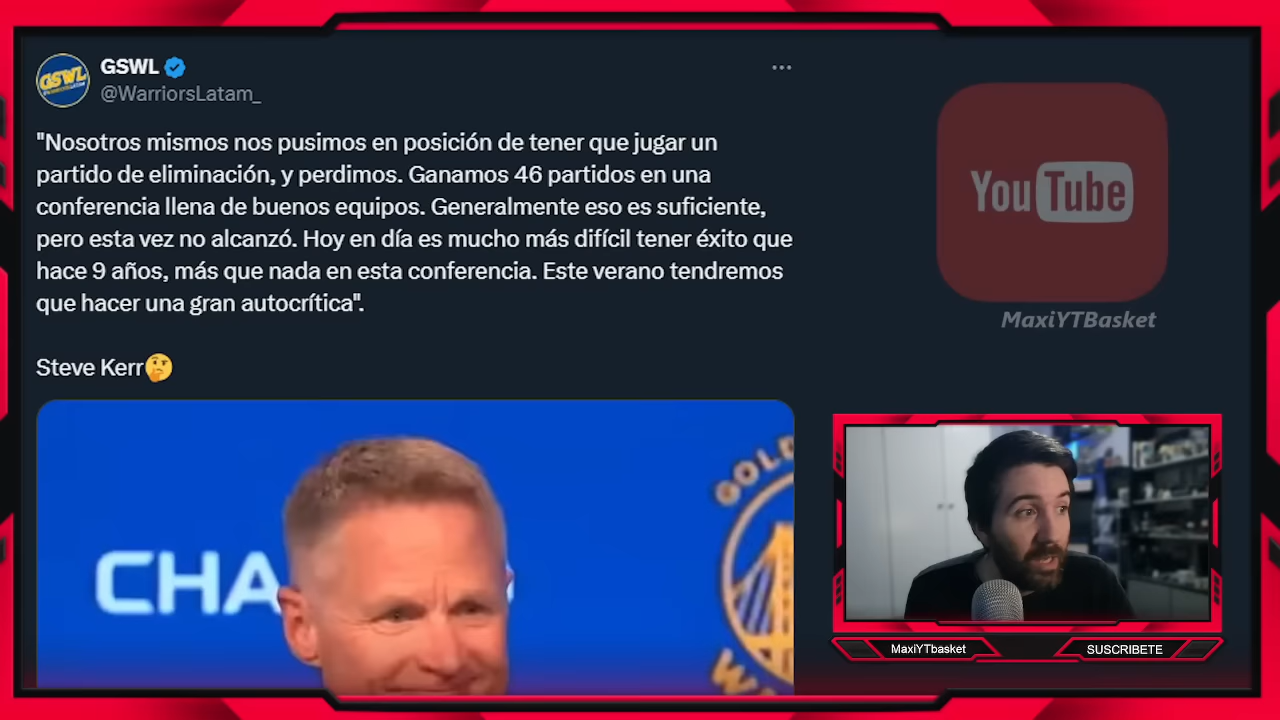 GSWL
GSWL
@WarriorsLatam_
"Nosotros mismos nos pusimos en posición de tener que jugar un
partido de eliminación, y perdimos. Ganamos 46 partidos en una
conferencia llena de buenos equipos. Generalmente eso es suficiente,
pero esta vez no alcanzó. Hoy en día es mucho más difícil tener éxito que
hace 9 años, más que nada en esta conferencia. Este verano tendremos
que hacer una gran autocrítica".
Steve Kerr🤔
CHA
GOLD
W
YouTube
MaxiYTBasket
MaxiYTbasket
SUSCRIBETE